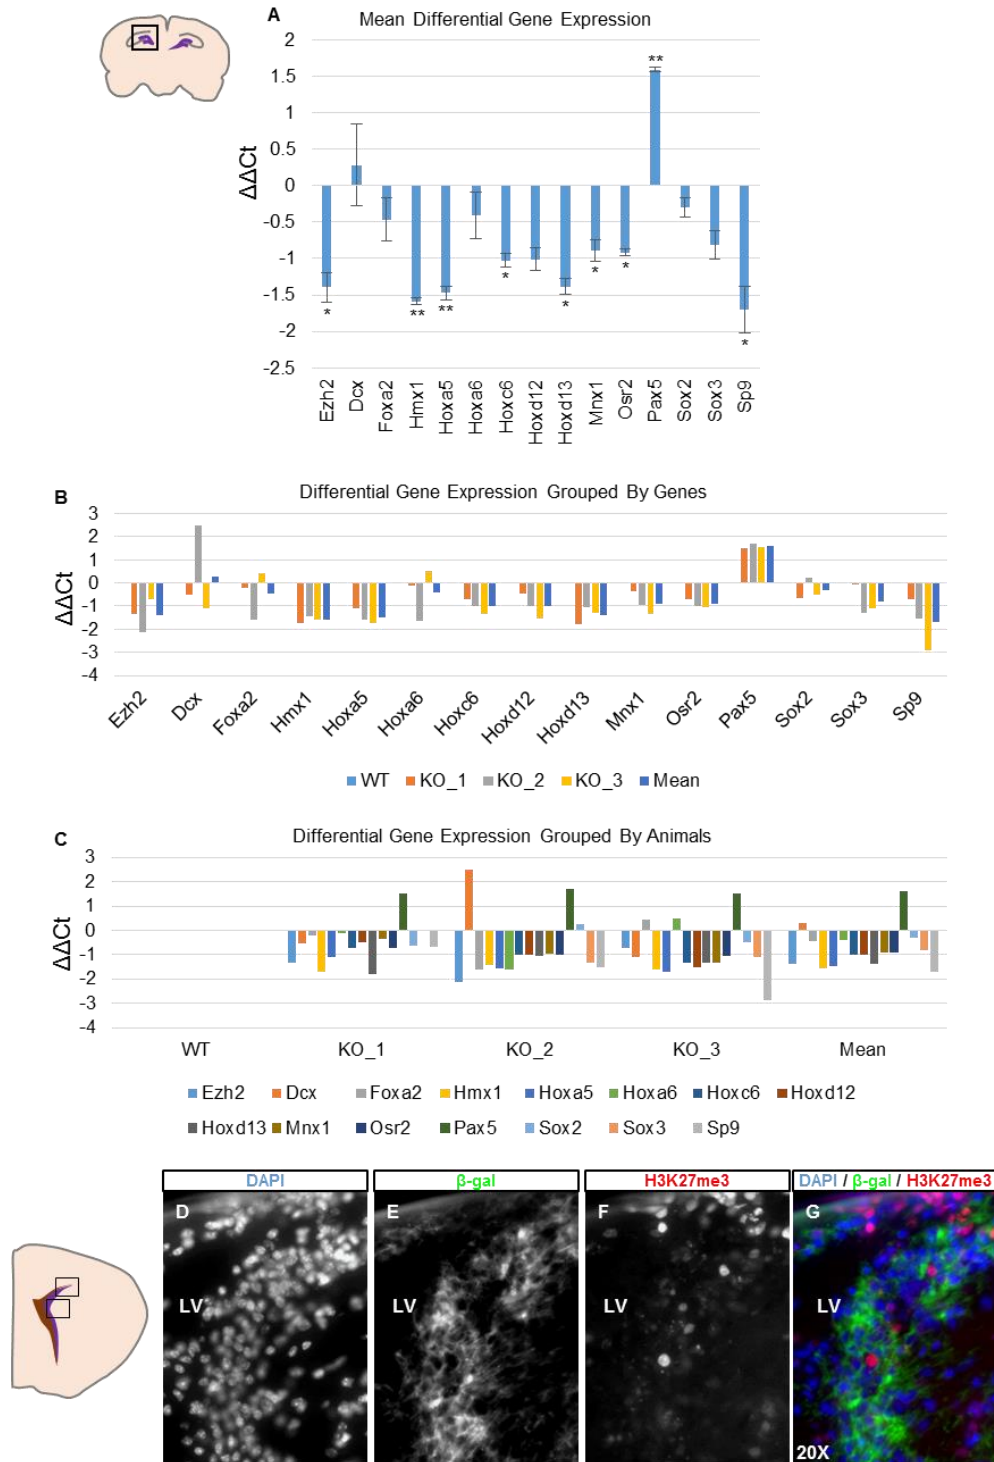 A
Mean Differential Gene Expression
2
1.5
1
0.5
0
-0.5
-1
-1.5
-2
-2.5
ΔΔCt
* ** ** * * * * ** *
Ezh2 Dcx Foxa2 Hmx1 Hoxa5 Hoxa6 Hoxc6 Hoxd12 Hoxd13 Mnx1 Osr2 Pax5 Sox2 Sox3 Sp9
B
Differential Gene Expression Grouped By Genes
3
2
1
0
-1
-2
-3
-4
ΔΔCt
Ezh2 Dcx Foxa2 Hmx1 Hoxa5 Hoxa6 Hoxc6 Hoxd12 Hoxd13 Mnx1 Osr2 Pax5 Sox2 Sox3 Sp9
WT KO_1 KO_2 KO_3 Mean
C
Differential Gene Expression Grouped By Animals
3
2
1
0
-1
-2
-3
-4
ΔΔCt
WT KO_1 KO_2 KO_3 Mean
Ezh2 Dcx Foxa2 Hmx1 Hoxa5 Hoxa6 Hoxc6 Hoxd12
Hoxd13 Mnx1 Osr2 Pax5 Sox2 Sox3 Sp9
DAPI β-gal H3K27me3 DAPI / β-gal / H3K27me3
D E F G
LV LV LV LV
20X